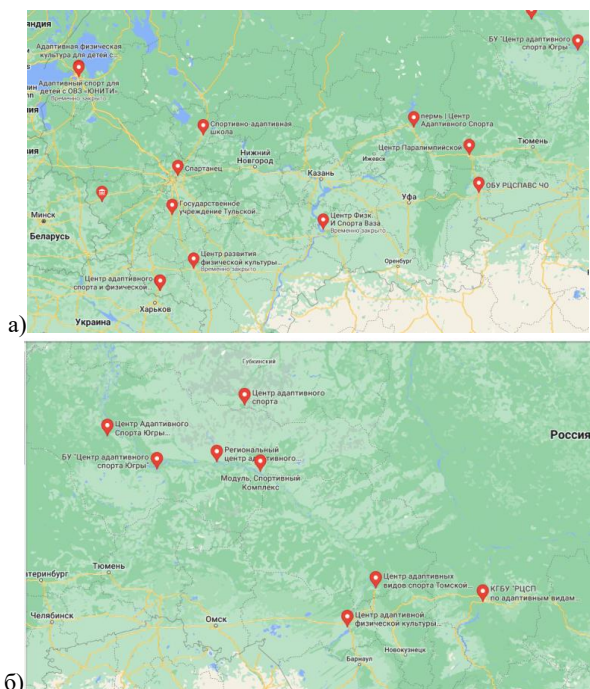 яндия
Адаптивная физическая
культура для детей с...
Адаптивный спорт для
детей с ОВЗ «ЮНИТИ»
Временно закрыто
БУ "Центр адаптивного
спорта Югры"
Спортивно-адаптивная
школа
пермь | Центр
Адаптивного Спорта
Центр Паралимпийской
Тюмень
Нижний
Новгород
Казань
Ижевск
Спартанец
ОБУ РЦСПАВС ЧО
Уфа
Государственное
учреждение Тульской
Минск
Беларусь
Центр Физк.
И Спорта Ваза
Временно закрыто
Центр развития
физической культуры...
Временно закрыто
Оренбург
Центр адаптивного
спорта и физической
Харьков
Украина
а)
Губкинский
Центр адаптивного
спорта
Центр Адаптивного
Спорта Югры...
Россия
Региональный
центр адаптивного...
БУ "Центр адаптивного
спорта Югры"
Модуль, Спортивный
Комплекс
Тюмень
атеринбург
Центр адаптивных
видов спорта Томской...
КГБУ "РЦСП
по адаптивным видам
Челябинск
Омск
Центр адаптивной
физической культуры...
Новокузнецк
Барнаул
б)